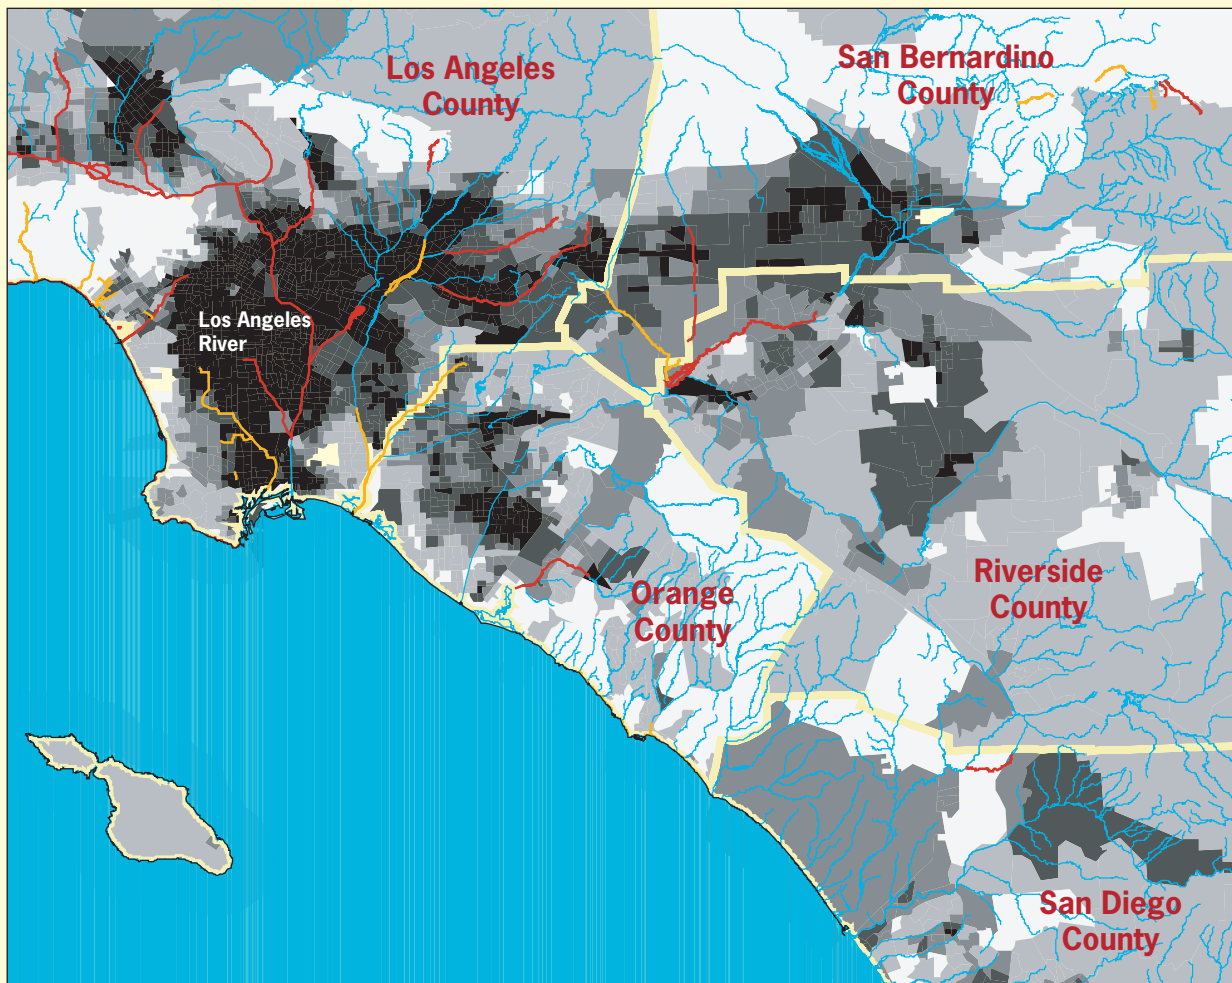 Los Angeles
County
San Bernardino
County
Los Angeles
River
Riverside
County
Orange
County
San Diego
County